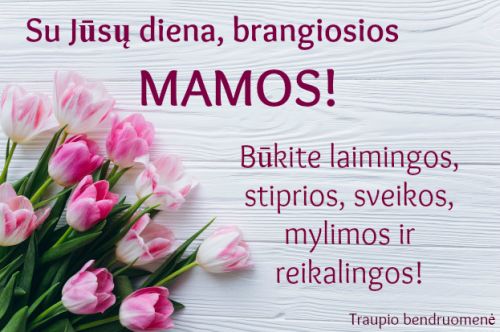 Su Jūsų diena, brangiosios
MAMOS!
Būkite laimingos,
stiprios, sveikos,
mylimos ir
reikalingos!
Traupio bendruomenė